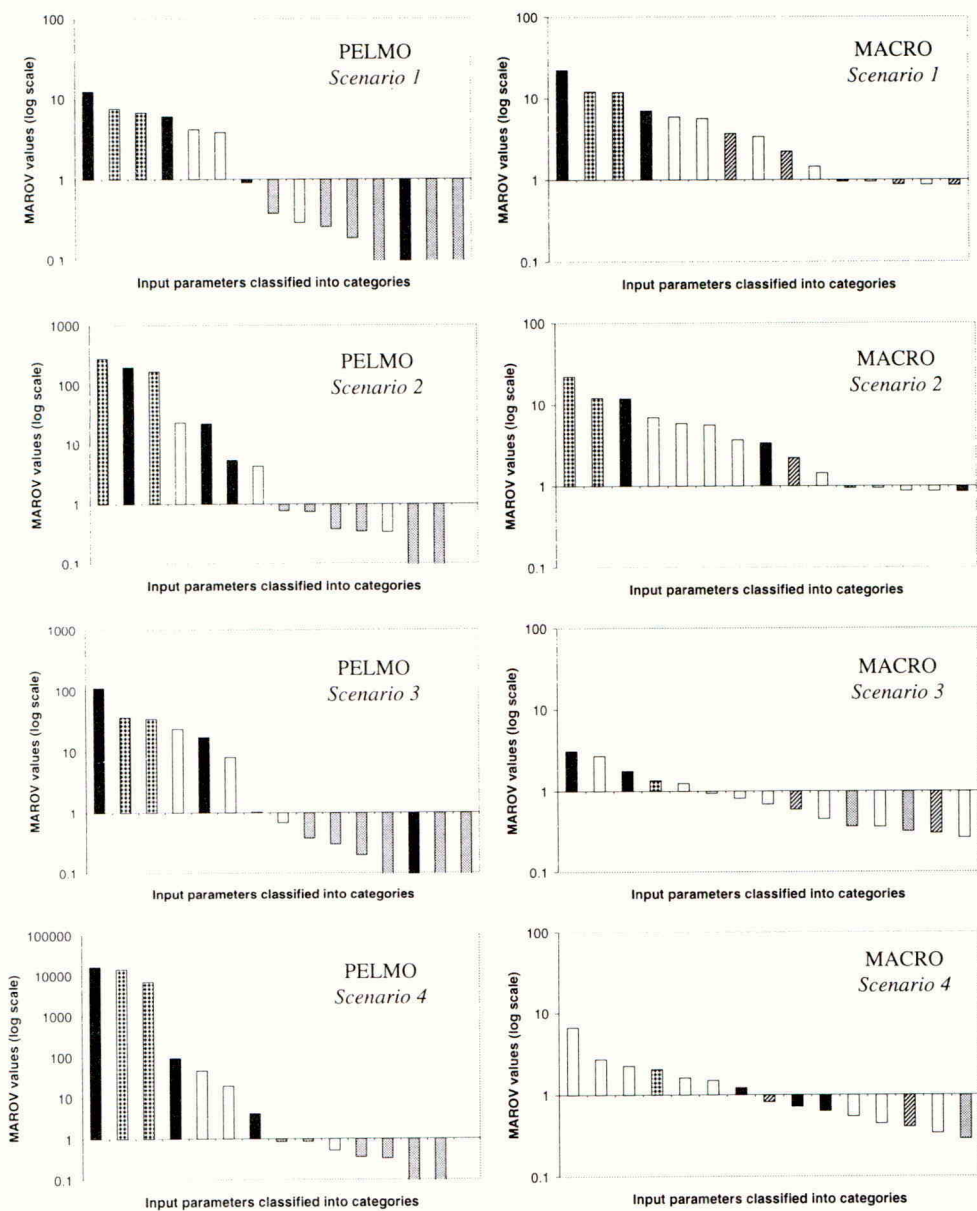 PELMO
Scenario 1
MAROV values (log scale)
100
10
1
0.1
Input parameters classified into categories
MACRO
Scenario 1
MAROV values (log scale)
100
10
1
0.1
Input parameters classified into categories
PELMO
Scenario 2
MAROV values (log scale)
1000
100
10
1
0.1
Input parameters classified into categories
MACRO
Scenario 2
MAROV values (log scale)
100
10
1
0.1
Input parameters classified into categories
PELMO
Scenario 3
MAROV values (log scale)
1000
100
10
1
0.1
Input parameters classified into categories
MACRO
Scenario 3
MAROV values (log scale)
100
10
1
0.1
Input parameters classified into categories
PELMO
Scenario 4
MAROV values (log scale)
100000
10000
1000
100
10
1
0.1
Input parameters classified into categories
MACRO
Scenario 4
MAROV values (log scale)
100
10
1
0.1
Input parameters classified into categories